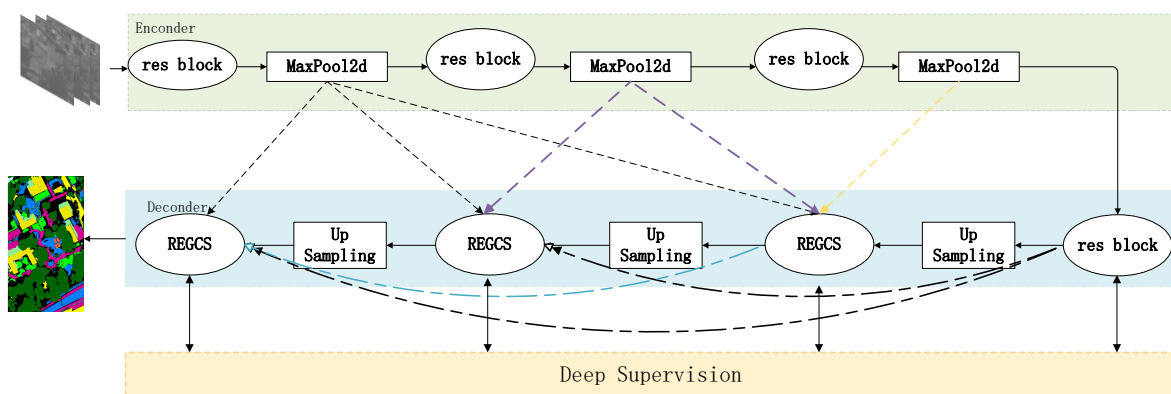 Enconder
res block
MaxPool2d
res block
MaxPool2d
res block
MaxPool2d
Deconder
REGCS
Up
Sampling
REGCS
Up
Sampling
REGCS
Up
Sampling
res block
Deep Supervision